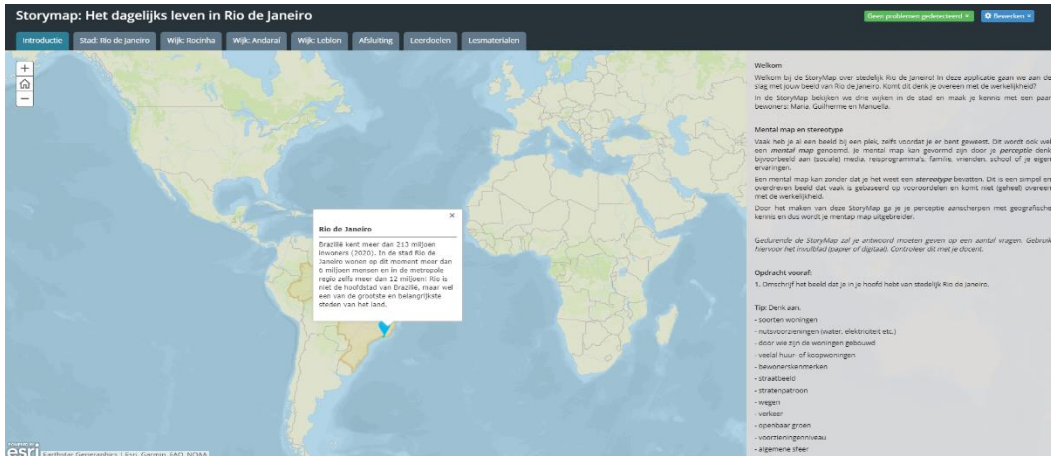 Storymap: Het dagelijks leven in Rio de Janeiro
Geen problemen gedetecteerd
Bewerken
Introductie
Stad: Rio de Janeiro
Wijk: Rocinha
Wijk: Andaraí
Wijk: Leblon
Afsluiting
Leerdoelen
Lesmaterialen
+
−
×
Rio de Janeiro
Brazilië kent meer dan 213 miljoen
inwoners (2020). In de stad Rio de
Janeiro wonen op dit moment meer dan
6 miljoen mensen en in de metropole
regio zelfs meer dan 12 miljoen! Rio is
niet de hoofdstad van Brazilië, maar wel
een van de grootste en belangrijkste
steden van het land.
Welkom
Welkom bij de StoryMap over stedelijk Rio de Janeiro! In deze applicatie gaan we aan de
slag met jouw beeld van Rio de Janeiro. Komt dit denk je overeen met de werkelijkheid?
In de StoryMap bekijken we drie wijken in de stad en maak je kennis met een paar
bewoners: Maria, Guilherme en Manuella.
Mental map en stereotype
Vaak heb je al een beeld bij een plek, zelfs voordat je er bent geweest. Dit wordt ook wel
een mental map genoemd. Je mental map kan gevormd zijn door je perceptie denk
bijvoorbeeld aan (sociale) media, reisprogramma's, familie, vrienden, school of je eigen
ervaringen.
Een mental map kan zonder dat je het weet een stereotype bevatten. Dit is een simpel en
overdreven beeld dat vaak is gebaseerd op vooroordelen en komt niet (geheel) overeen
met de werkelijkheid.
Door het maken van deze StoryMap ga je je perceptie aanscherpen met geografische
kennis en dus wordt je mentap map uitgebreider.
Gedurende de StoryMap zal je antwoord moeten geven op een aantal vragen. Gebruik
hiervoor het invulblad (papier of digitaal). Controleer dit met je docent.
Opdracht vooraf:
1. Omschrijf het beeld dat je in je hoofd hebt van stedelijk Rio de Janeiro.
Tip: Denk aan,
- soorten woningen
- nutsvoorzieningen (water, elektriciteit etc.)
- door wie zijn de woningen gebouwd
- veelal huur- of koopwoningen
- bewonerskenmerken
- straatbeeld
- stratenpatroon
- wegen
- verkeer
- openbaar groen
- voorzieningenniveau
- algemene sfeer
esri
Earthstar Geographics | Esri, Garmin, FAO, NOAA